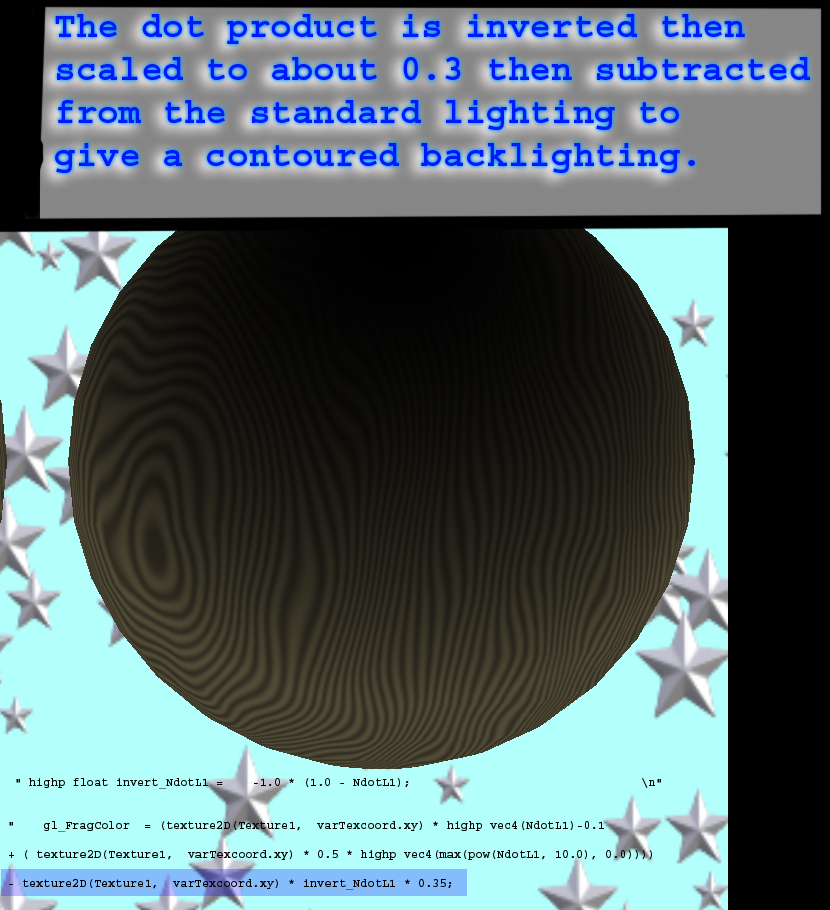 The dot product is inverted then
scaled to about 0.3 then subtracted
from the standard lighting to
give a contoured backlighting.
" highp float invert_NdotL1 = -1.0 * (1.0 - NdotL1); \n"
" gl_FragColor = (texture2D(Texture1, varTexcoord.xy) * highp vec4(NdotL1)-0.1
+ ( texture2D(Texture1, varTexcoord.xy) * 0.5 * highp vec4(max(pow(NdotL1, 10.0), 0.0))))
- texture2D(Texture1, varTexcoord.xy) * invert_NdotL1 * 0.35;